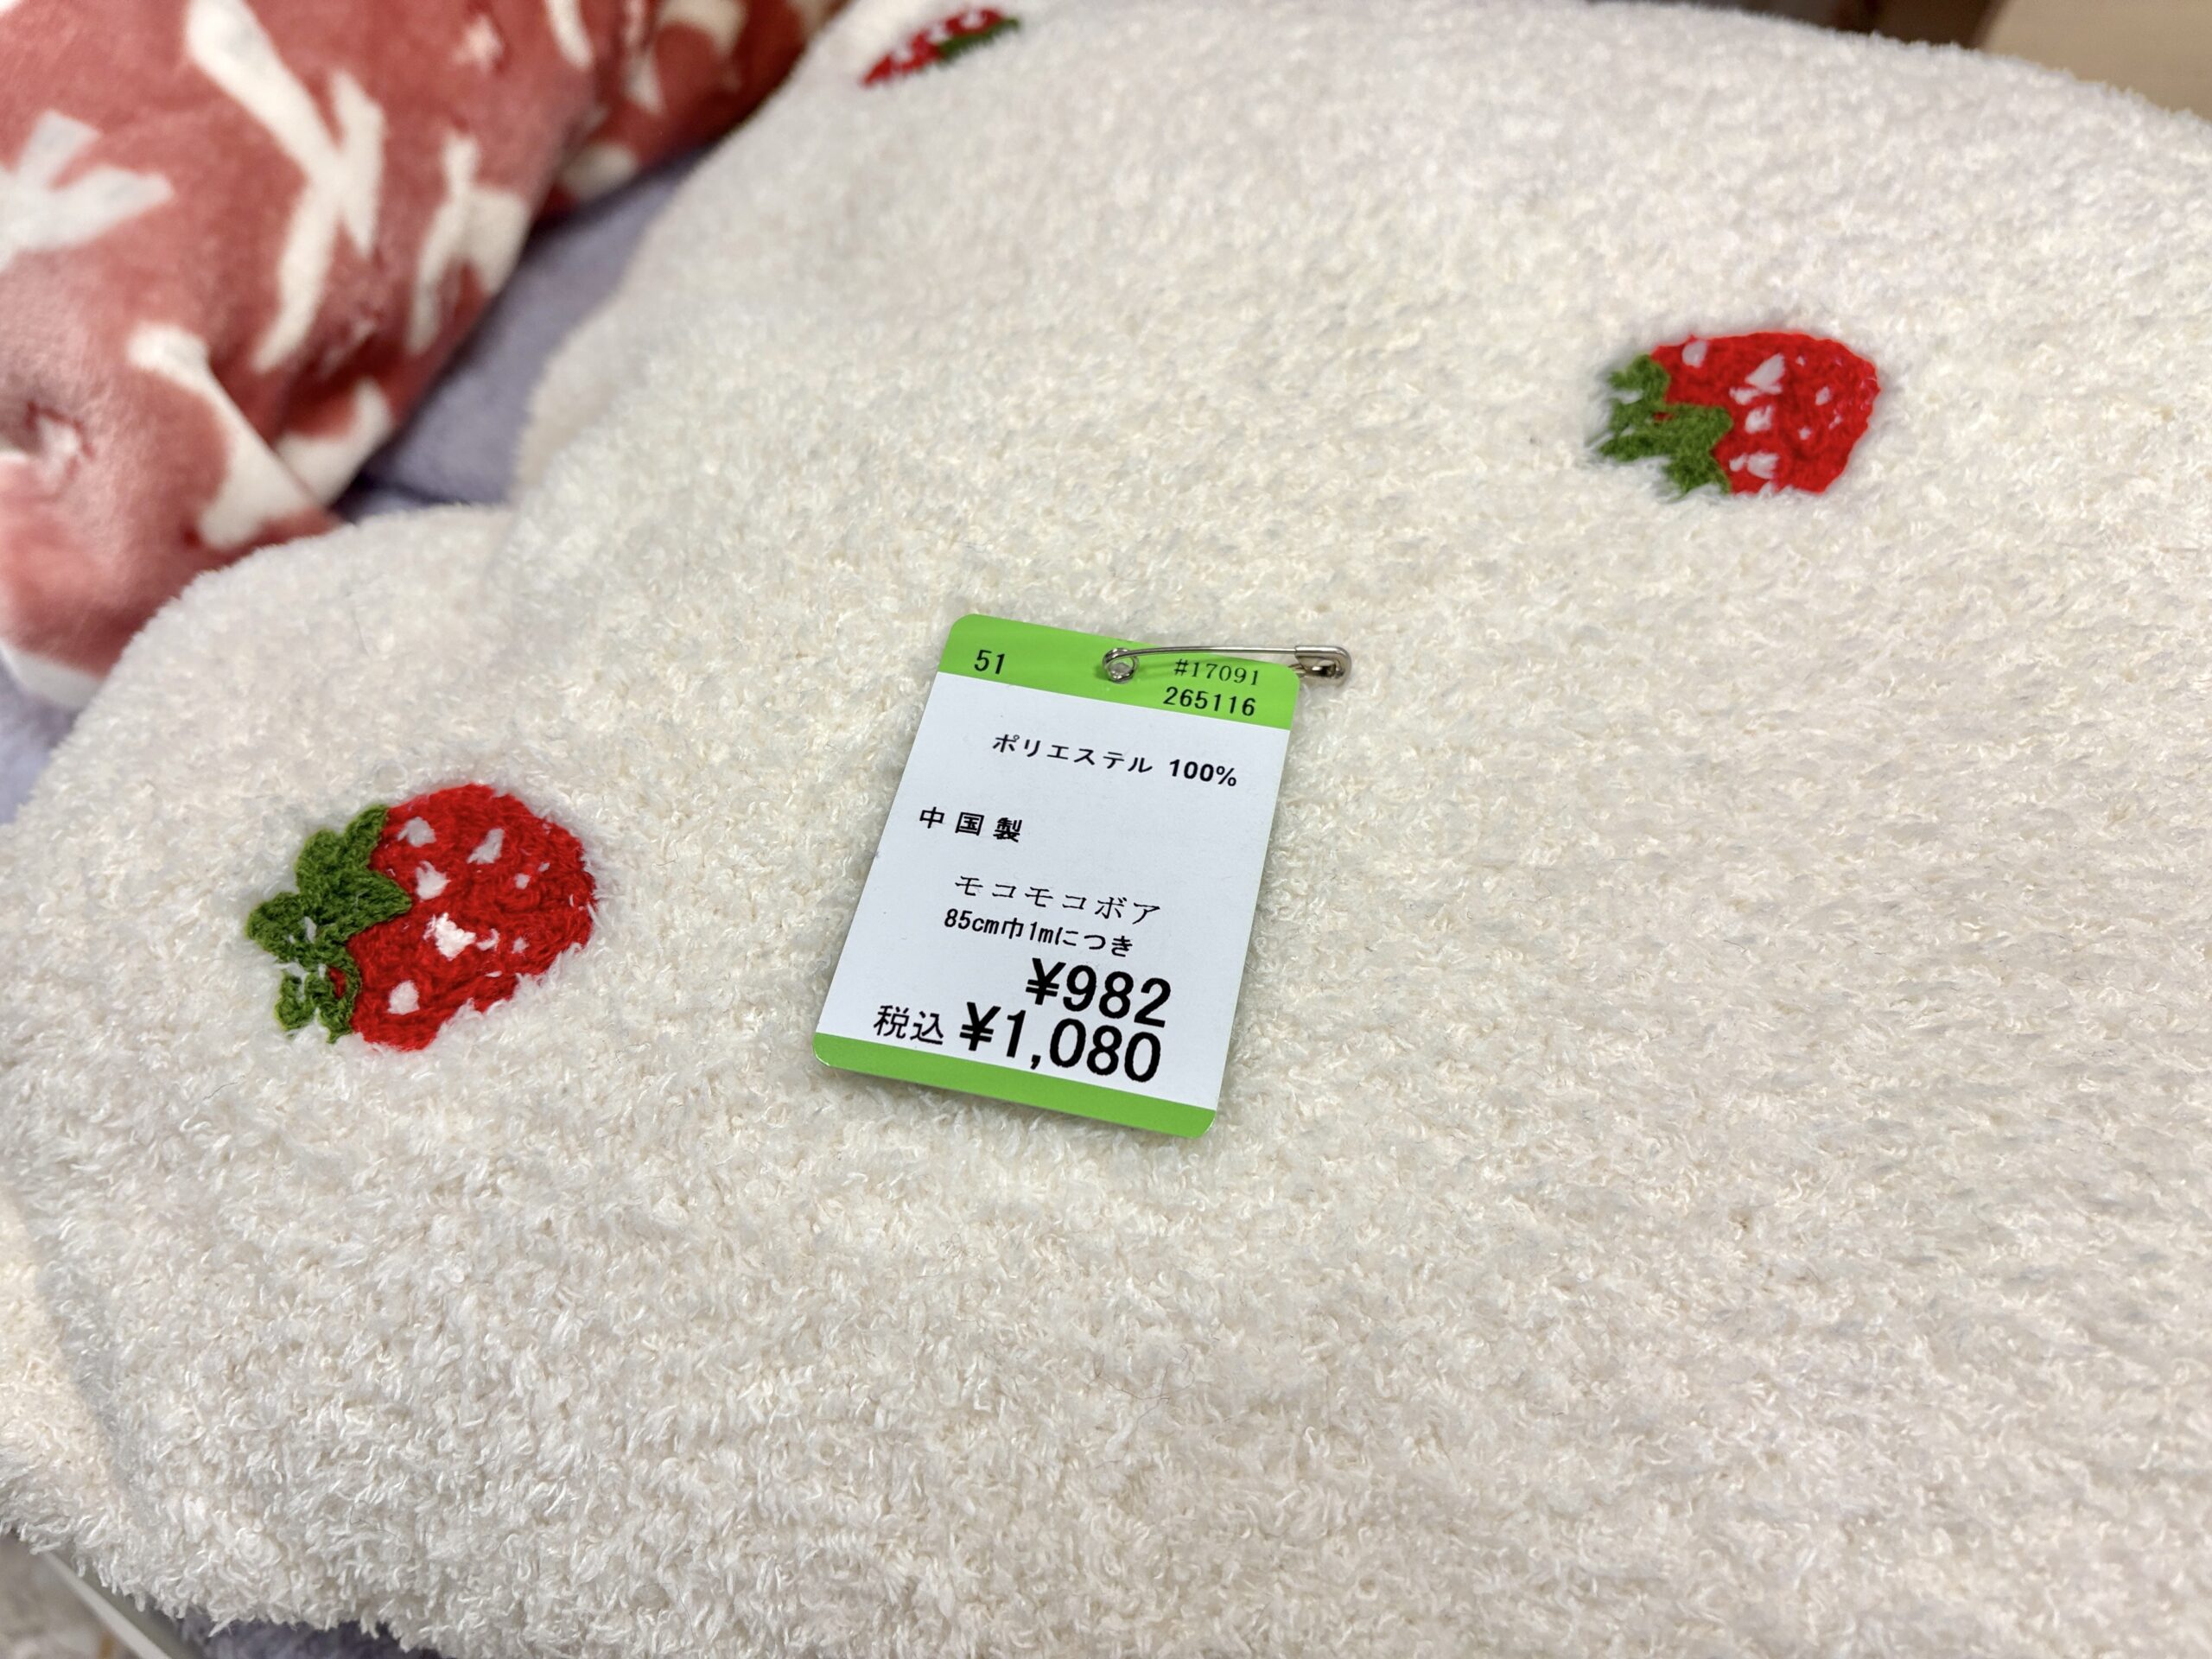 51
#17091
265116
ポリエステル 100%
中国製
モコモコボア
85cm巾1mにつき
¥982
税込 ¥1,080